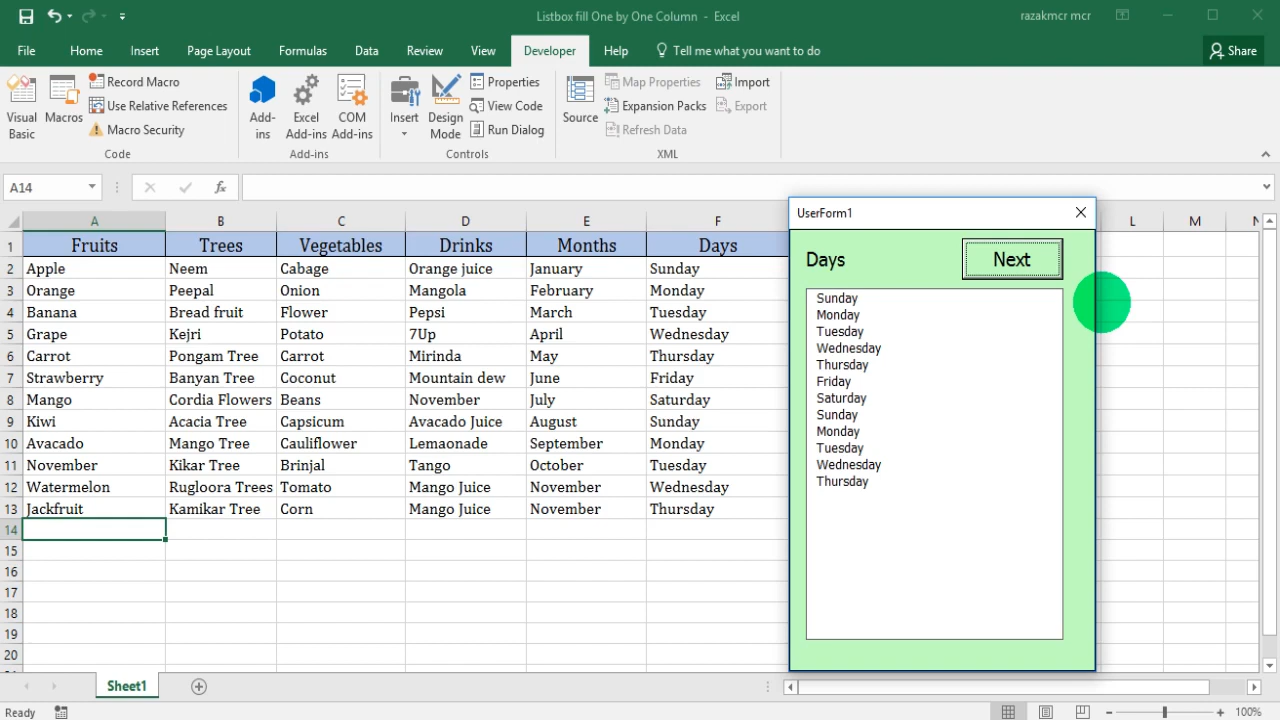 Listbox fill One by One Column - Excel
razakmcr mcr
File Home Insert Page Layout Formulas Data Review View Developer Help Tell me what you want to do Share
Visual Basic
Macros
Record Macro
Use Relative References
Macro Security
Code
Add-ins
Excel Add-ins
COM Add-ins
Add-ins
Insert
Design Mode
Properties
View Code
Run Dialog
Controls
Source
Map Properties
Expansion Packs
Refresh Data
Import
Export
XML
A14
fx
A B C D E F L M N
1 Fruits Trees Vegetables Drinks Months Days
2 Apple Neem Cabage Orange juice January Sunday
3 Orange Peepal Onion Mangola February Monday
4 Banana Bread fruit Flower Pepsi March Tuesday
5 Grape Kejri Potato 7Up April Wednesday
6 Carrot Pongam Tree Carrot Mirinda May Thursday
7 Strawberry Banyan Tree Coconut Mountain dew June Friday
8 Mango Cordia Flowers Beans November July Saturday
9 Kiwi Acacia Tree Capsicum Avacado Juice August Sunday
10 Avacado Mango Tree Cauliflower Lemaonade September Monday
11 November Kikar Tree Brinjal Tango October Tuesday
12 Watermelon Rugloora Trees Tomato Mango Juice November Wednesday
13 Jackfruit Kamikar Tree Corn Mango Juice November Thursday
14
15
16
17
18
19
20
UserForm1
Days
Next
Sunday
Monday
Tuesday
Wednesday
Thursday
Friday
Saturday
Sunday
Monday
Tuesday
Wednesday
Thursday
Sheet1
Ready
100%